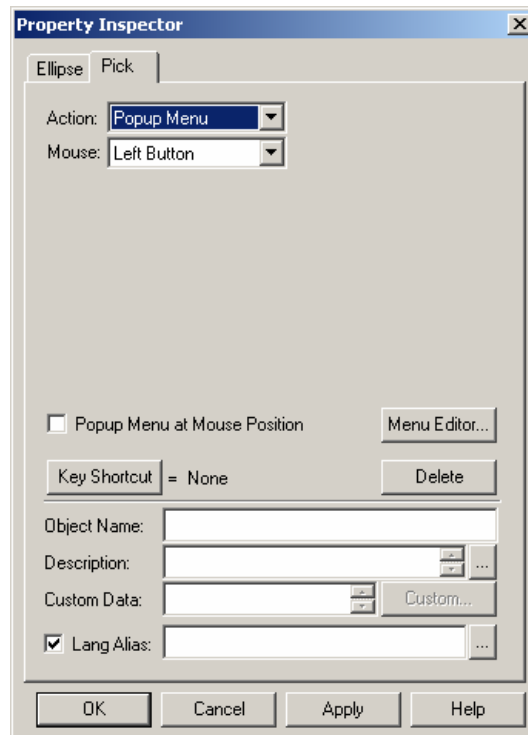 Property Inspector
Ellipse Pick
Action: Popup Menu
Mouse: Left Button
Popup Menu at Mouse Position Menu Editor...
Key Shortcut = None Delete
Object Name:
Description: ...
Custom Data: Custom...
Lang Alias: ...
OK Cancel Apply Help